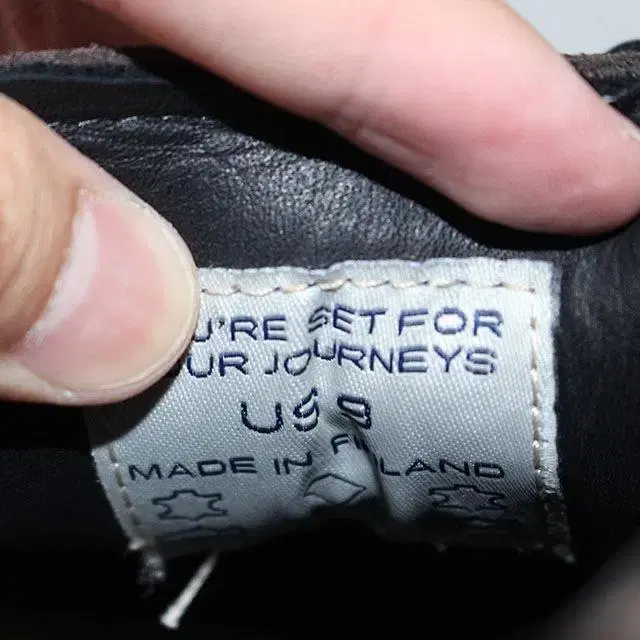 U'RE SET FOR
UR JOURNEYS
US 9
MADE IN FINLAND